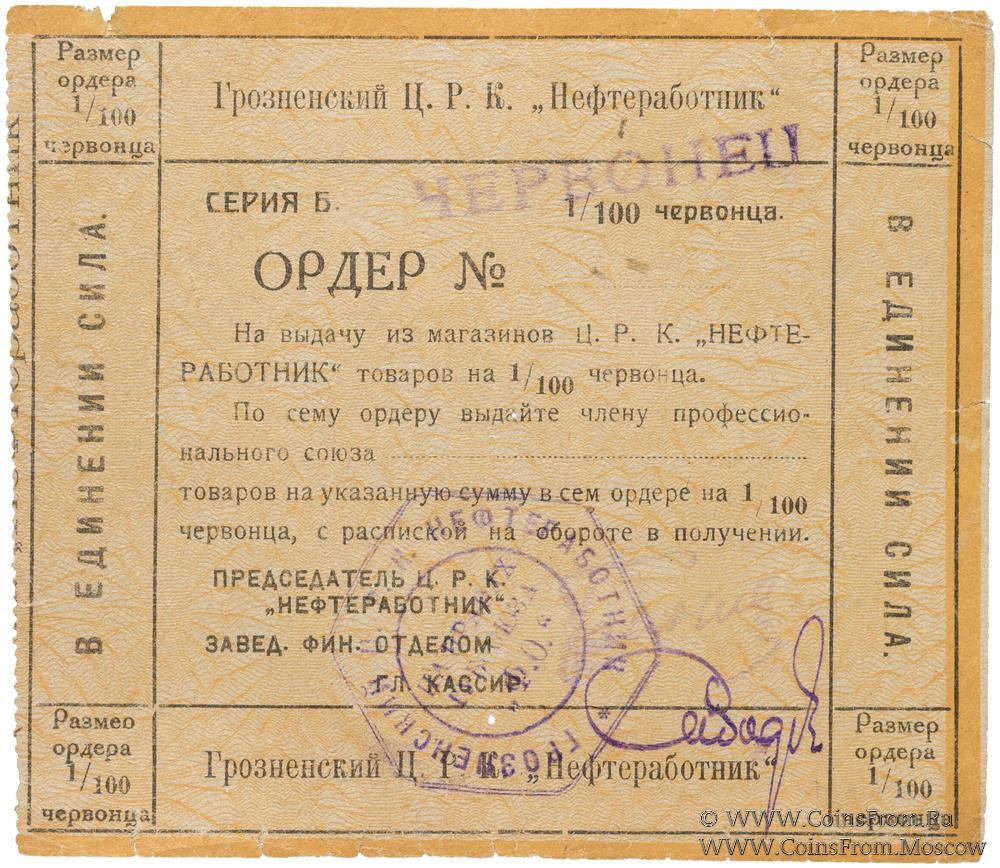 Размер
ордера
1/100
червонца
Грозненский Ц. Р. К. „Нефтеработник“
Размер
ордера
1/100
червонца
ЧЕРВОНЕЦ
СЕРИЯ Б. 1/100 червонца.
ОРДЕР №
На выдачу из магазинов Ц. Р. К. „НЕФТЕ-
РАБОТНИК“ товаров на 1/100 червонца.
По сему ордеру выдайте члену професси-
нального союза
товаров на указанную сумму в сем ордере на 1/100
червонца, с распиской на обороте в получении.
ПРЕДСЕДАТЕЛЬ Ц. Р. К.
„НЕФТЕРАБОТНИК“
ЗАВЕД. ФИН. ОТДЕЛОМ
ГЛ. КАССИР
В ЕДИНЕНИИ СИЛА.
В ЕДИНЕНИИ СИЛА.
ГРОЗНЕНСКИЙ НЕФТЕРАБОТНИК
Размео
ордера
1/100
червонца
Грозненский Ц. Р. К. „Нефтеработник“
Размер
ордера
1/100
червонца
© WWW.CoinsFrom.Ru
WWW.CoinsFrom.Moscow